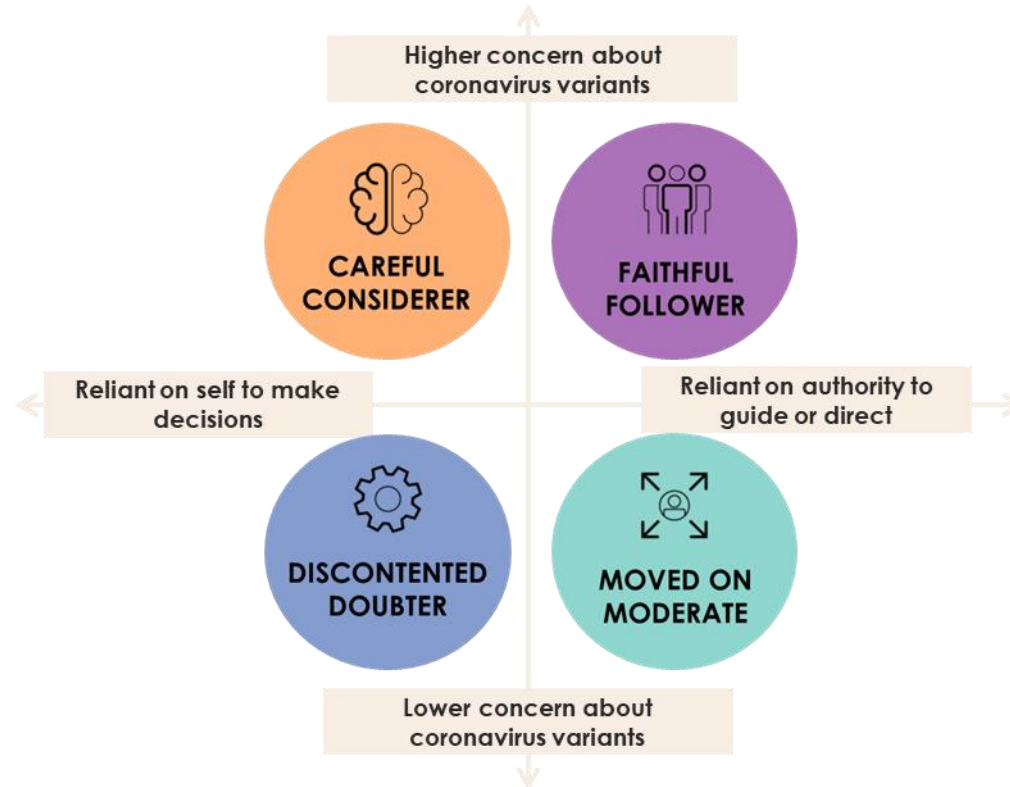 Higher concern about
coronavirus variants
CAREFUL
CONSIDERER
FAITHFUL
FOLLOWER
Reliant on self to make
decisions
Reliant on authority to
guide or direct
DISCONTENTED
DOUBTER
MOVED ON
MODERATE
Lower concern about
coronavirus variants